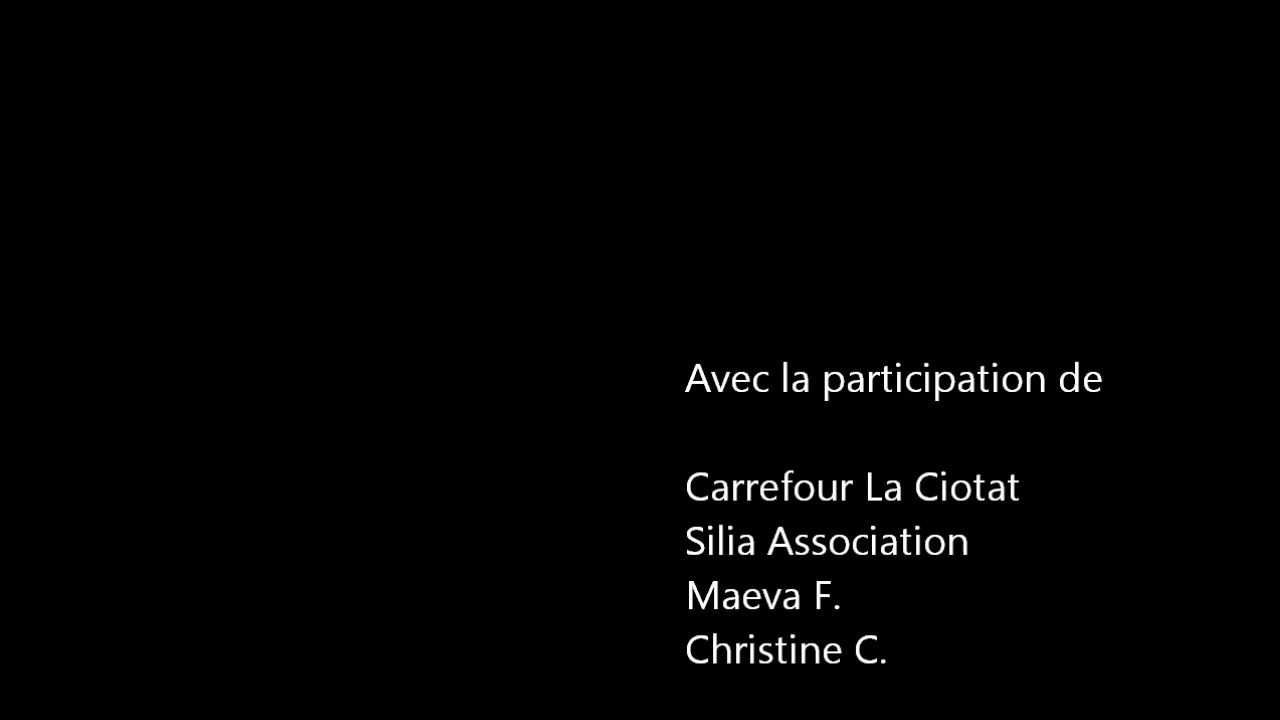 Avec la participation de
Carrefour La Ciotat
Silia Association
Maeva F.
Christine C.